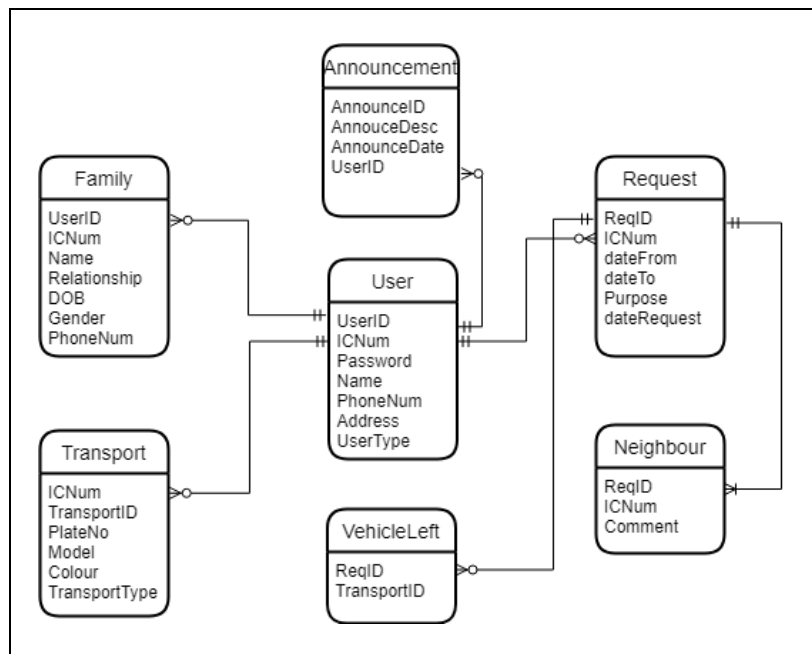 Announcement
AnnounceID
AnnouceDesc
AnnounceDate
UserID
Family
UserID
ICNum
Name
Relationship
DOB
Gender
PhoneNum
Request
ReqID
ICNum
dateFrom
dateTo
Purpose
dateRequest
User
UserID
ICNum
Password
Name
PhoneNum
Address
UserType
Transport
ICNum
TransportID
PlateNo
Model
Colour
TransportType
VehicleLeft
ReqID
TransportID
Neighbour
ReqID
ICNum
Comment